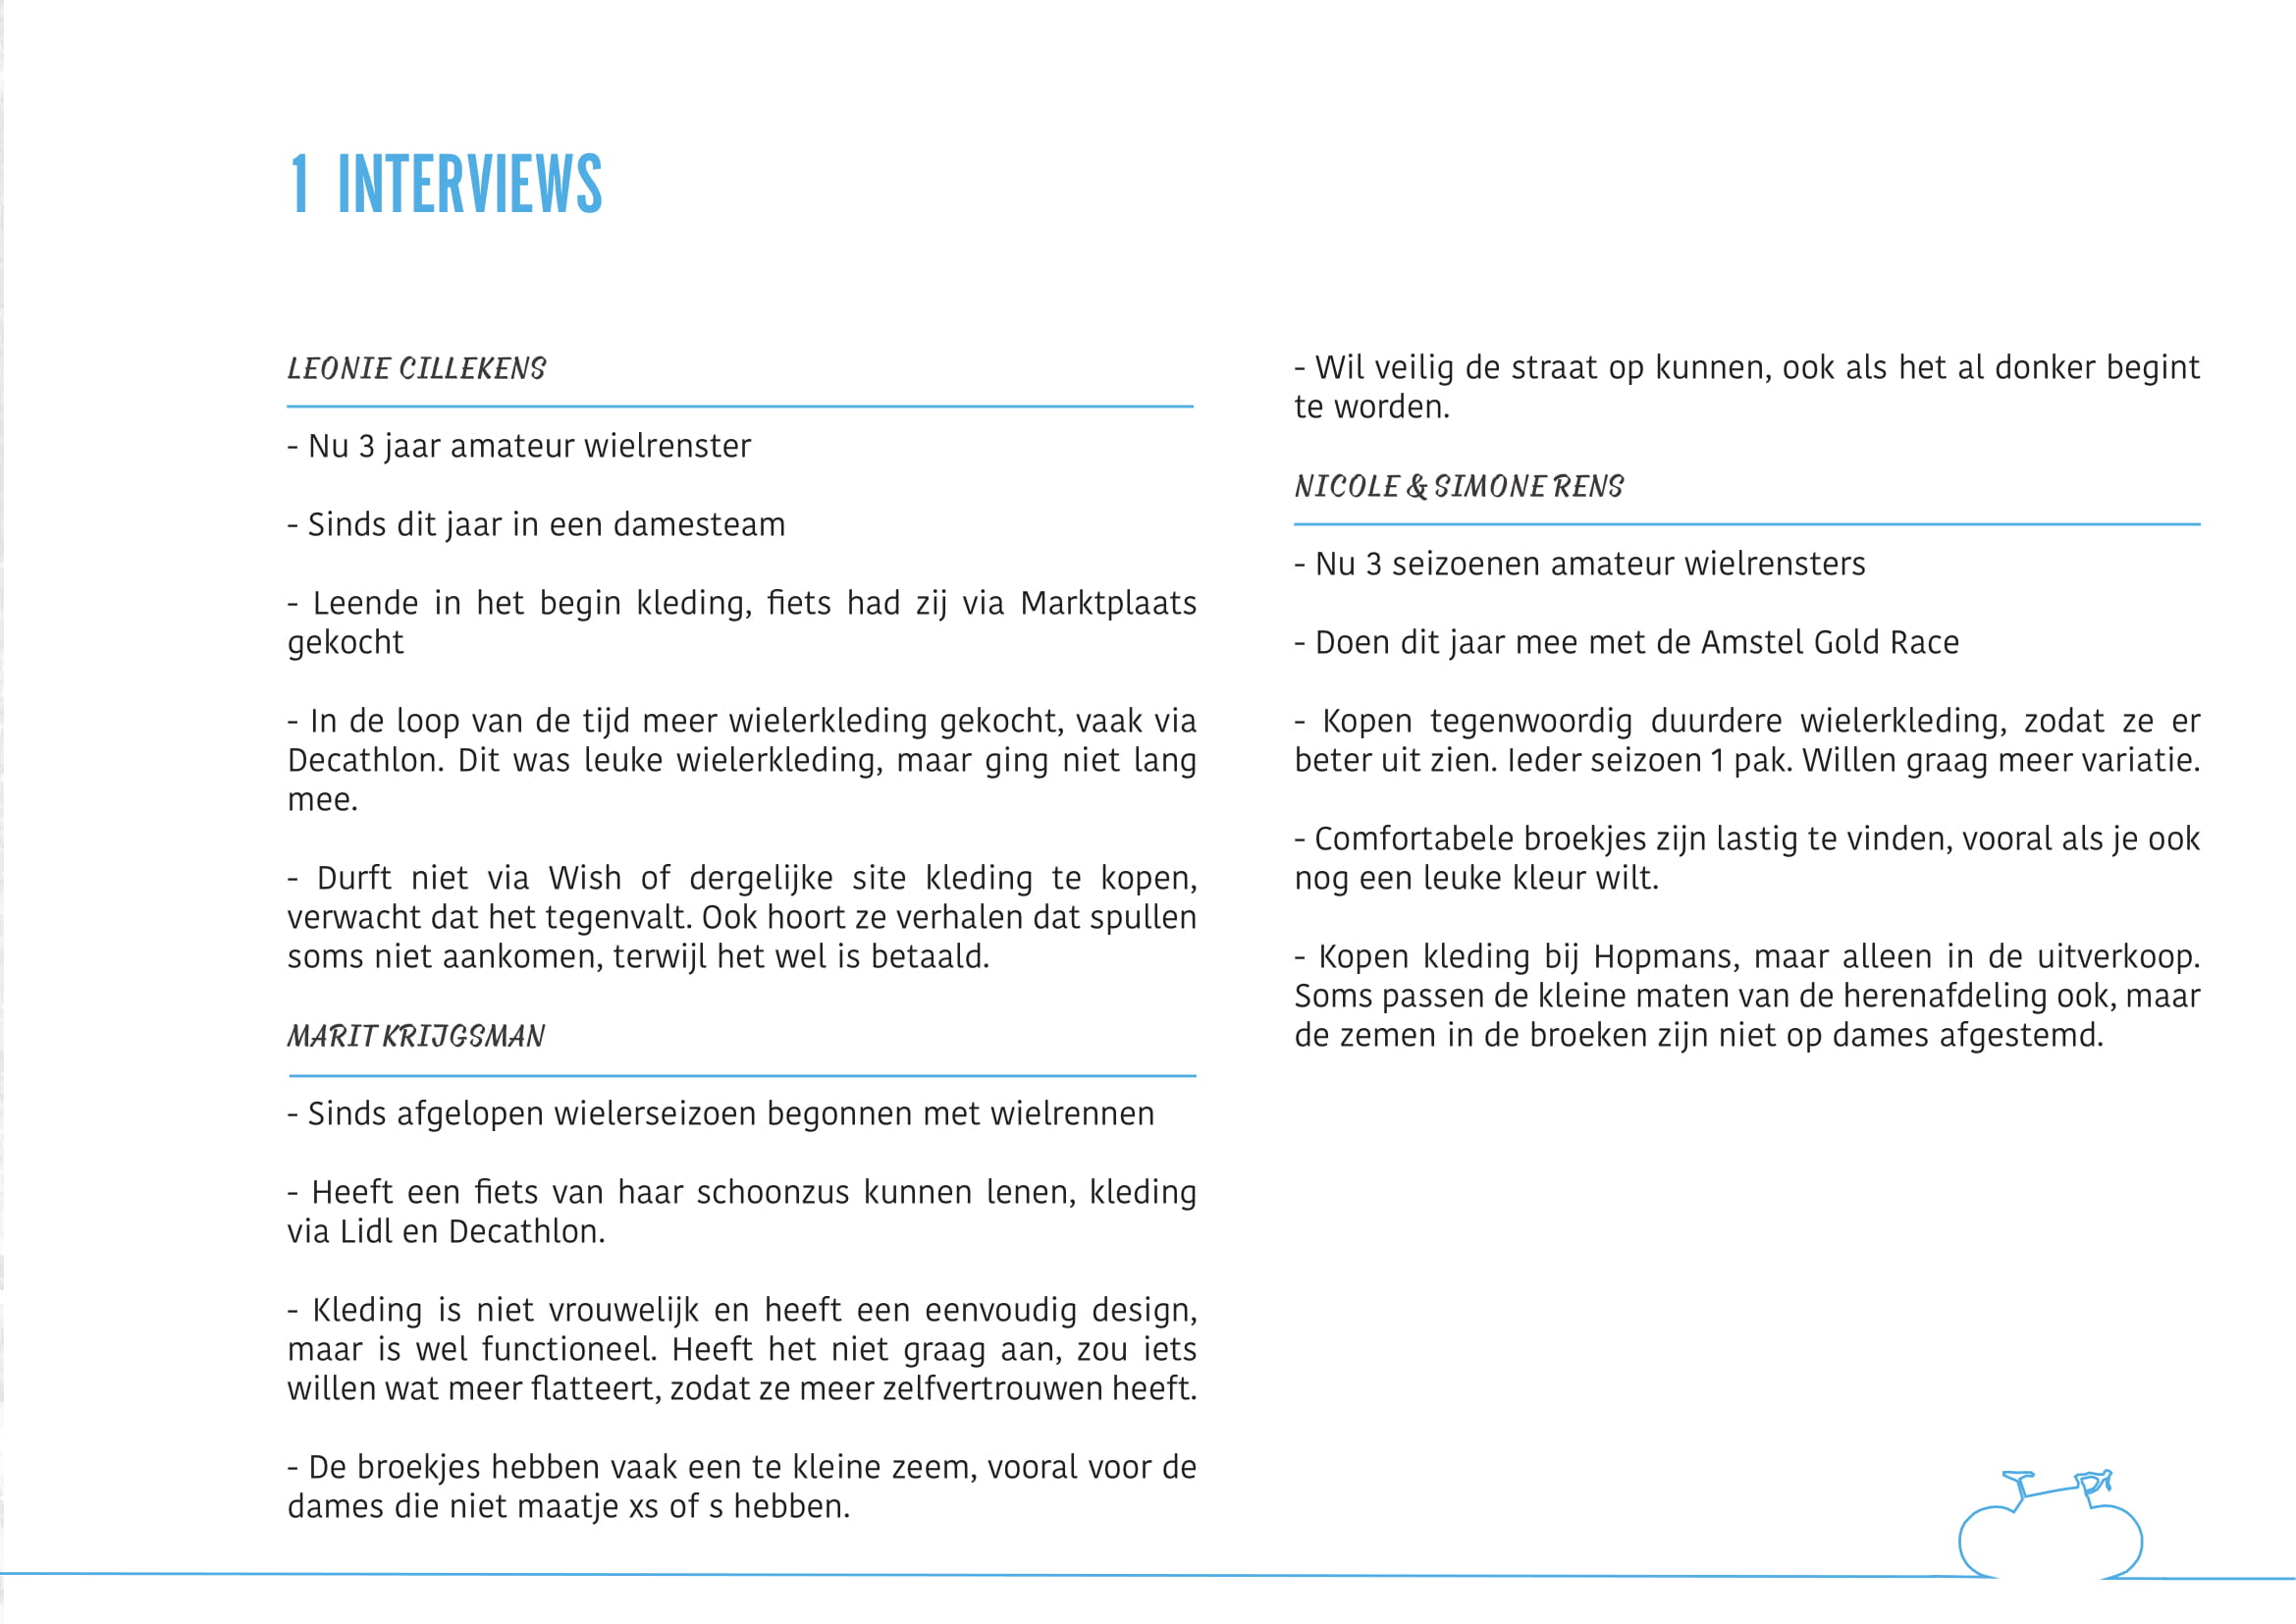 1 INTERVIEWS
LEONIE CILLEKENS
- Nu 3 jaar amateur wielrenster
- Sinds dit jaar in een damesteam
- Leende in het begin kleding, fiets had zij via Marktplaats
gekocht
- In de loop van de tijd meer wielerkleding gekocht, vaak via
Decathlon. Dit was leuke wielerkleding, maar ging niet lang
mee.
- Durft niet via Wish of dergelijke site kleding te kopen,
verwacht dat het tegenvalt. Ook hoort ze verhalen dat spullen
soms niet aankomen, terwijl het wel is betaald.
MARIT KRIJGSMAN
- Sinds afgelopen wielerseizoen begonnen met wielrennen
- Heeft een fiets van haar schoonzus kunnen lenen, kleding
via Lidl en Decathlon.
- Kleding is niet vrouwelijk en heeft een eenvoudig design,
maar is wel functioneel. Heeft het niet graag aan, zou iets
willen wat meer flatteert, zodat ze meer zelfvertrouwen heeft.
- De broekjes hebben vaak een te kleine zeem, vooral voor de
dames die niet maatje xs of s hebben.
- Wil veilig de straat op kunnen, ook als het al donker begint
te worden.
NICOLE & SIMONE RENS
- Nu 3 seizoenen amateur wielrensters
- Doen dit jaar mee met de Amstel Gold Race
- Kopen tegenwoordig duurdere wielerkleding, zodat ze er
beter uit zien. Ieder seizoen 1 pak. Willen graag meer variatie.
- Comfortabele broekjes zijn lastig te vinden, vooral als je ook
nog een leuke kleur wilt.
- Kopen kleding bij Hopmans, maar alleen in de uitverkoop.
Soms passen de kleine maten van de herenafdeling ook, maar
de zemen in de broeken zijn niet op dames afgestemd.